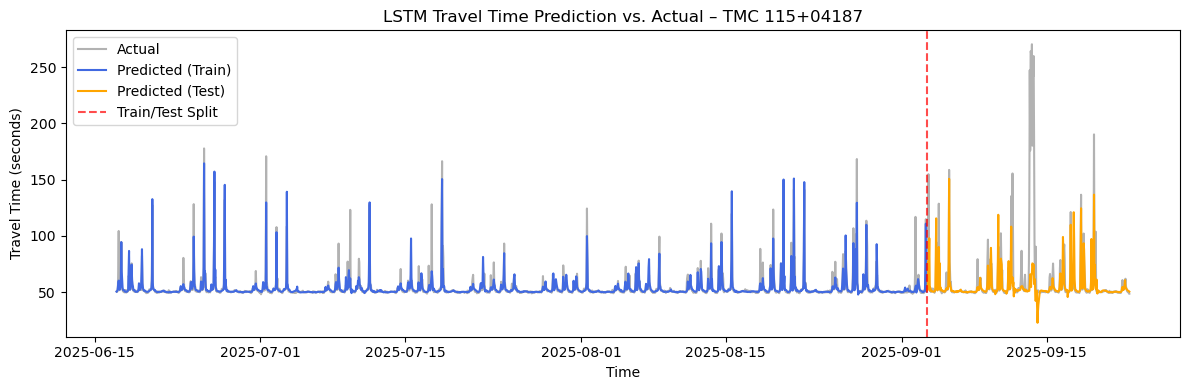 LSTM Travel Time Prediction vs. Actual – TMC 115+04187
Actual
Predicted (Train)
Predicted (Test)
Train/Test Split
Travel Time (seconds)
250
200
150
100
50
2025-06-15
2025-07-01
2025-07-15
2025-08-01
2025-08-15
2025-09-01
2025-09-15
Time